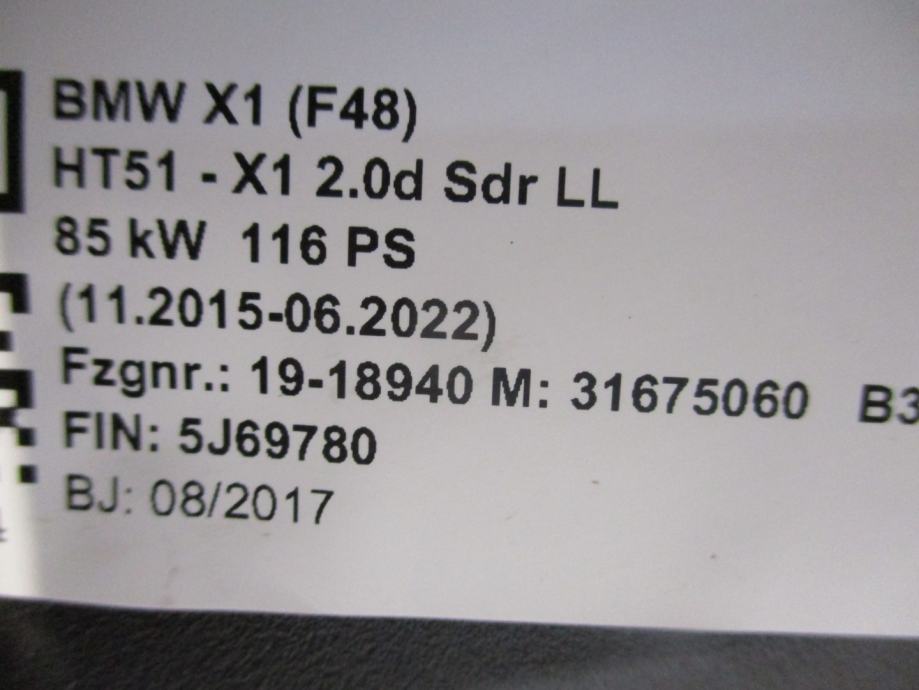 BMW X1 (F48)
HT51 - X1 2.0d Sdr LL
85 kW 116 PS
(11.2015-06.2022)
Fzgnr.: 19-18940 M: 31675060 B3
FIN: 5J69780
BJ: 08/2017